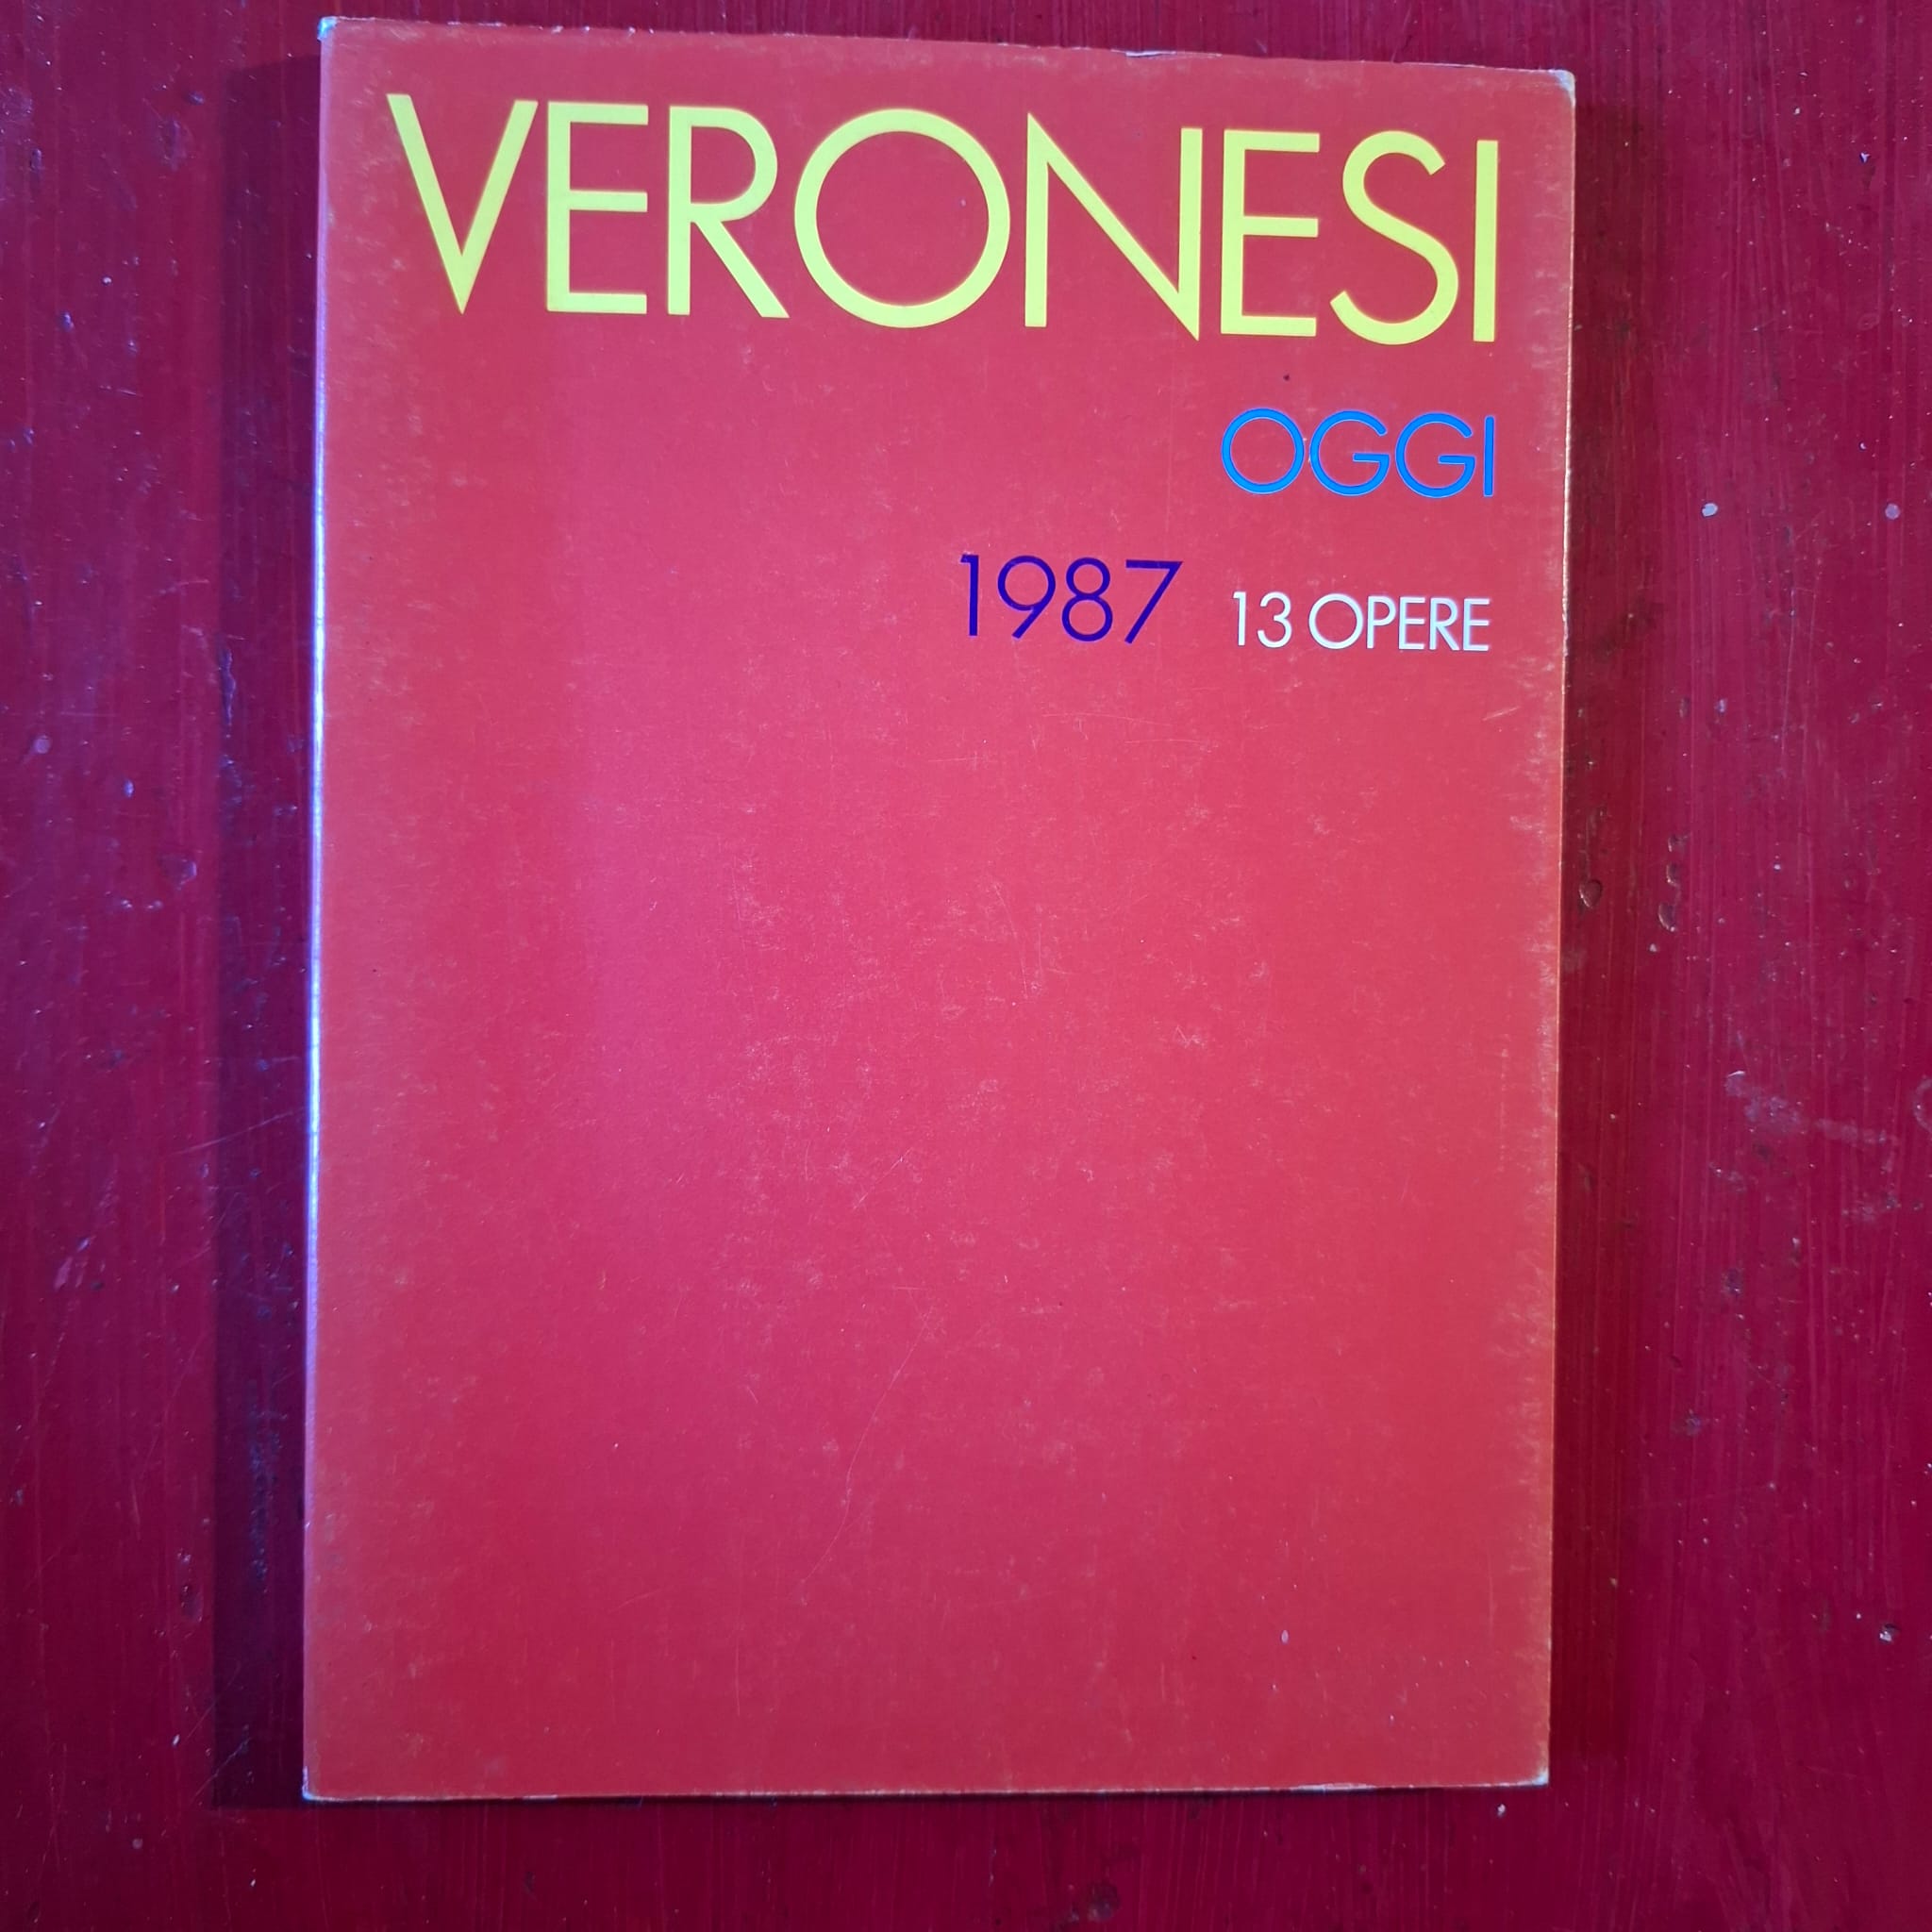 VERONESI
OGGI
1987 13 OPERE